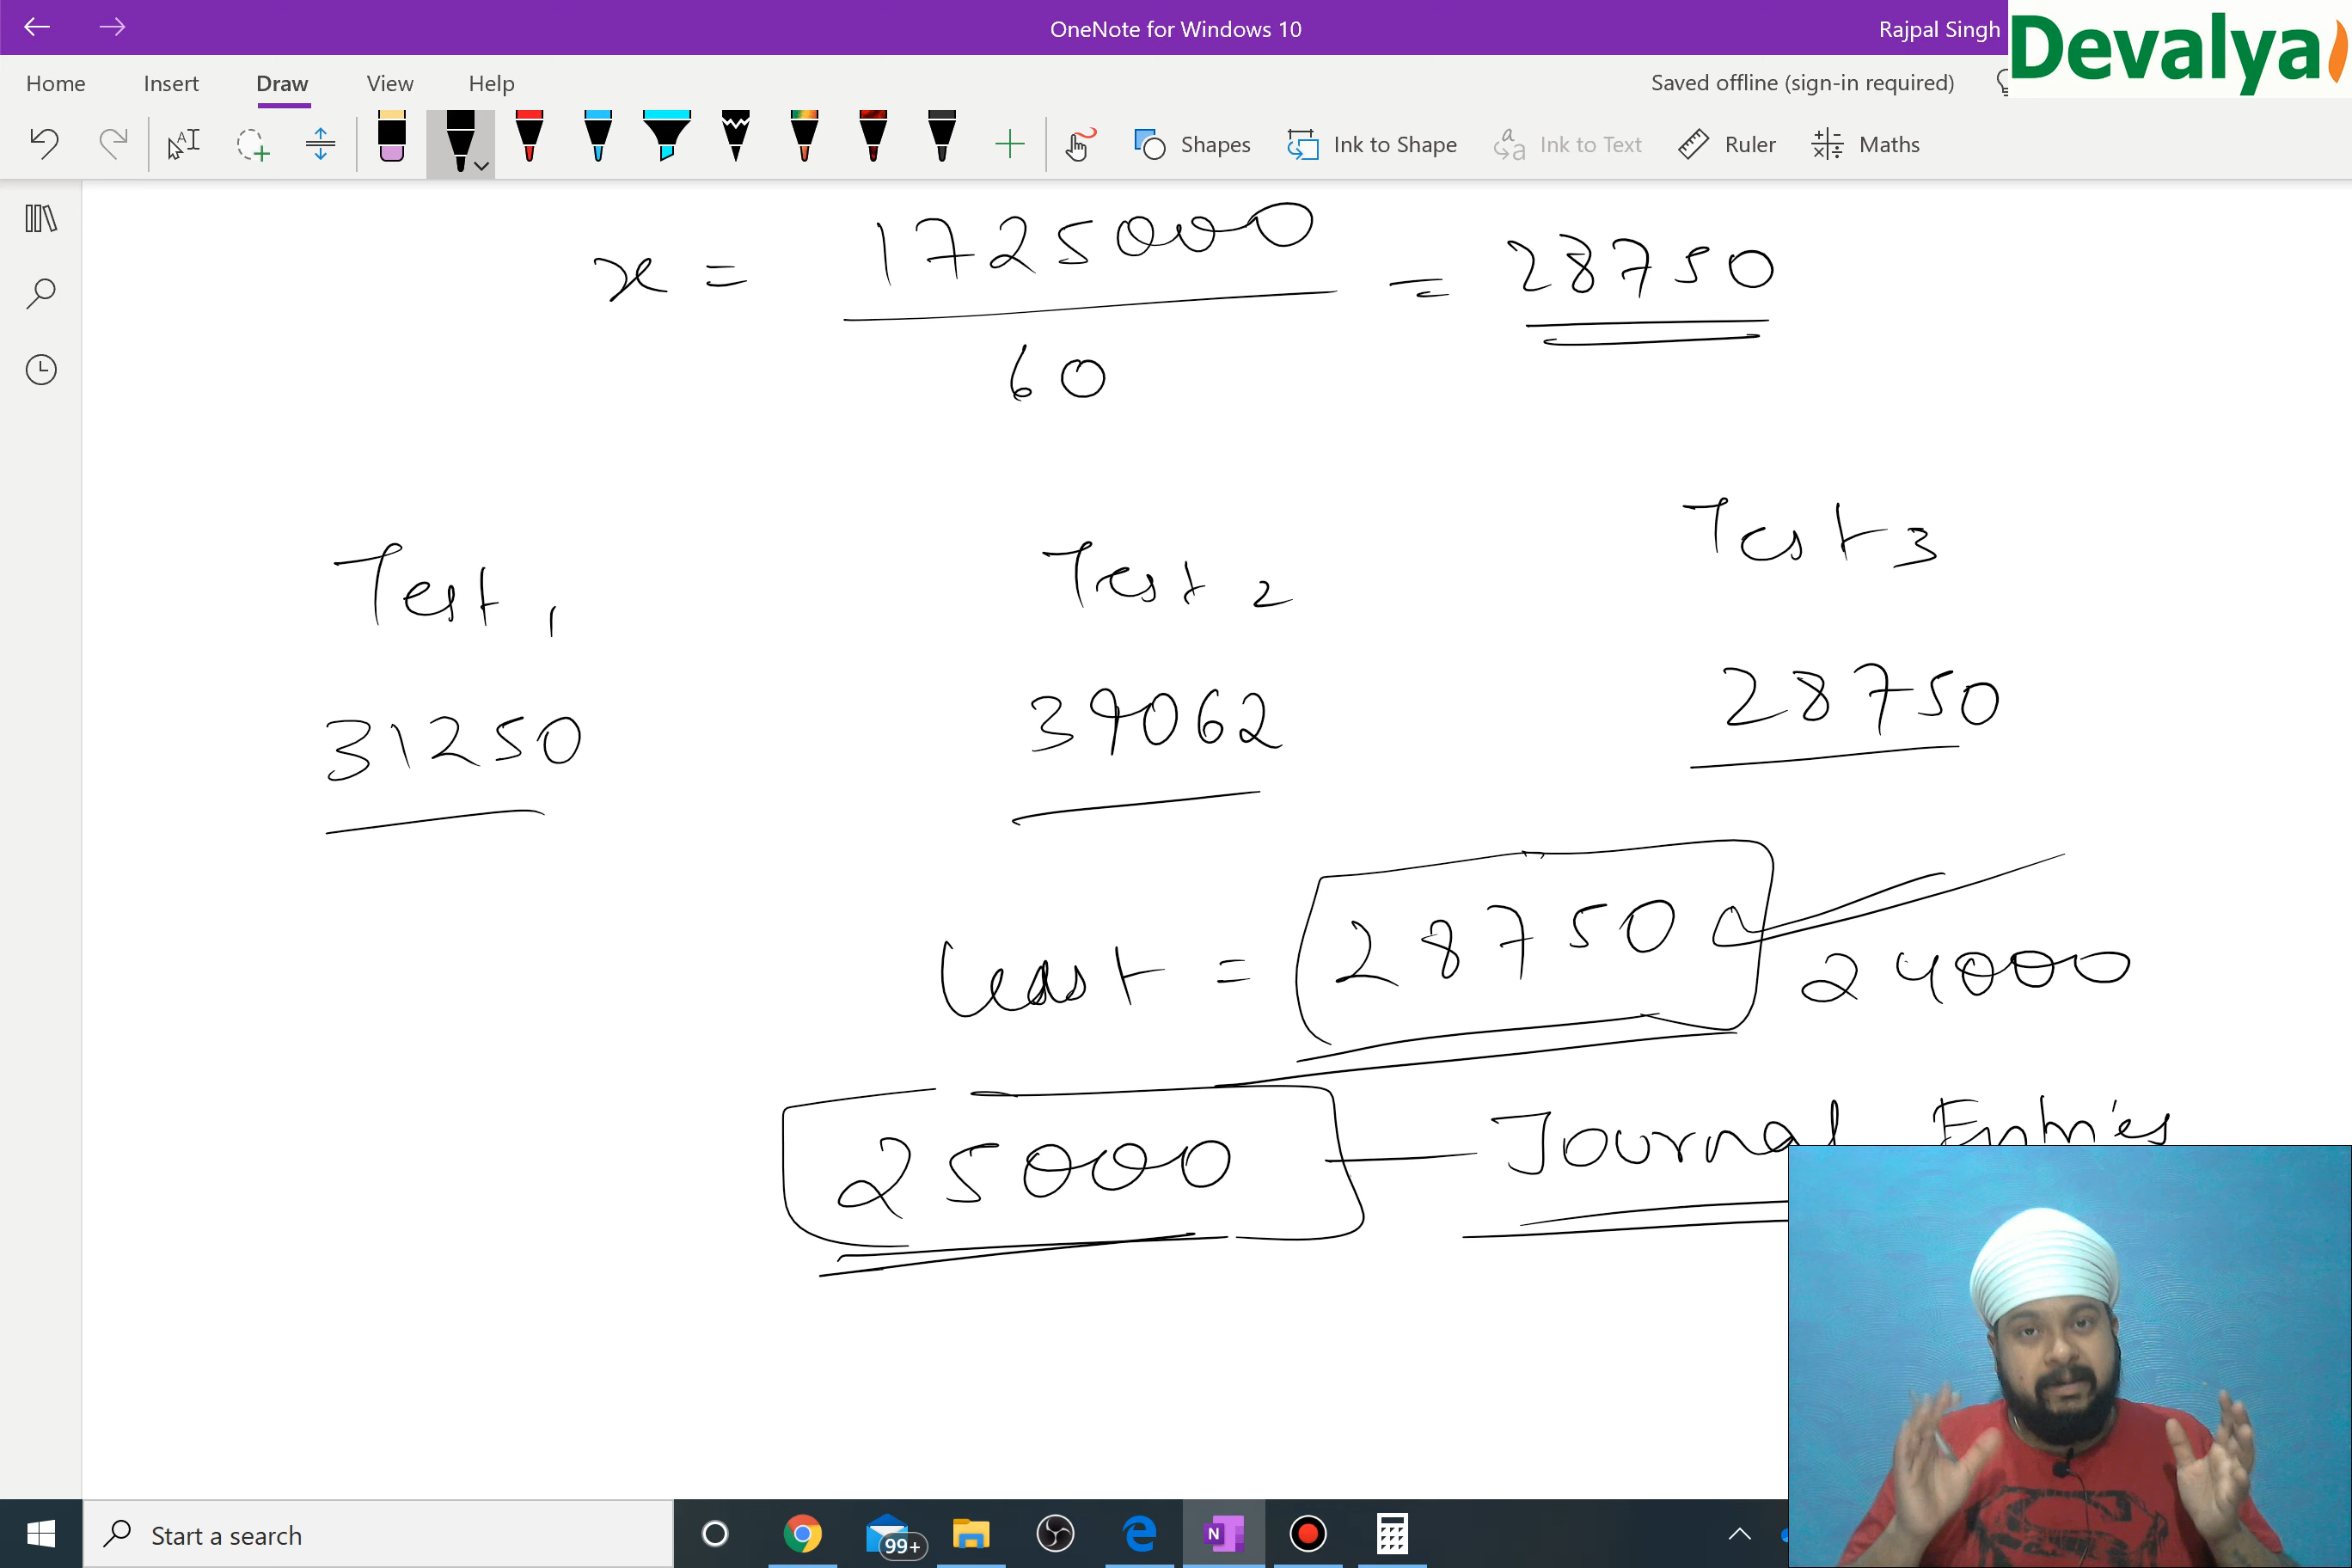 OneNote for Windows 10
Rajpal Singh
Devalya
Home Insert Draw View Help
Saved offline (sign-in required)
Shapes Ink to Shape Ink to Text Ruler Maths
x = 1725000 / 60 = 28750
Test 1 Test 2 Test 3
31250 39062 28750
Least = 28750 24000
25000 — Journal Entries
Start a search
99+